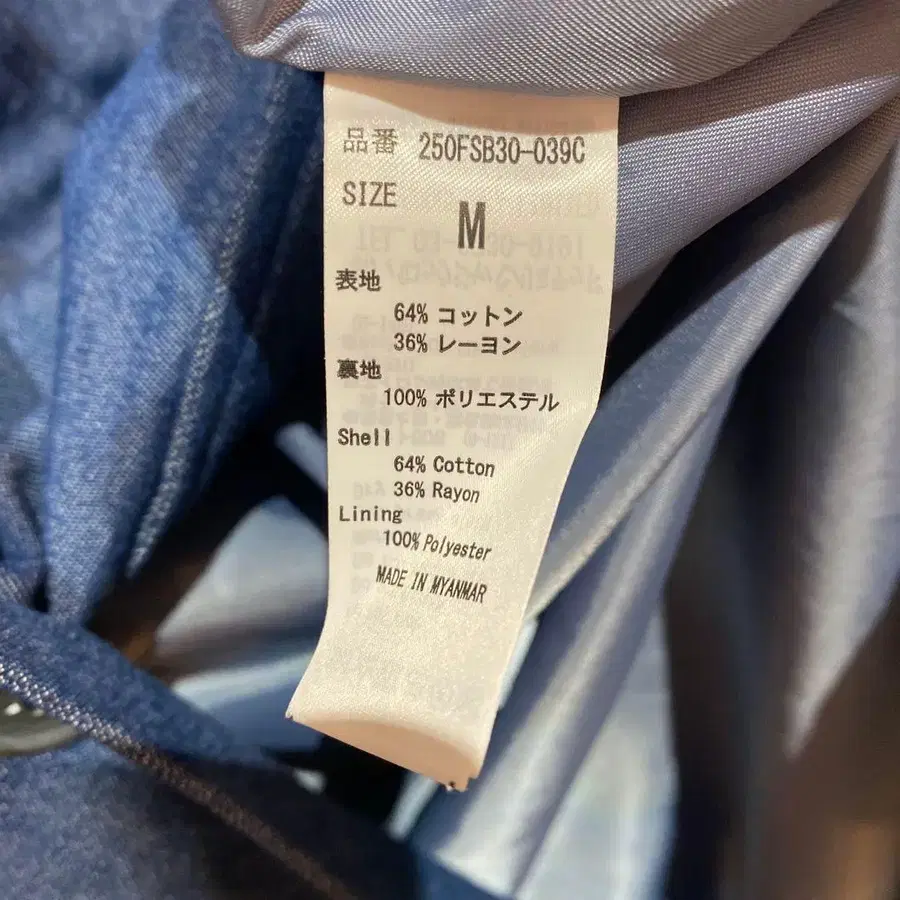 品番 250FSB30-039C
SIZE
M
表地
64% コットン
36% レーヨン
裏地
100% ポリエステル
Shell
64% Cotton
36% Rayon
Lining
100% Polyester
MADE IN MYANMAR